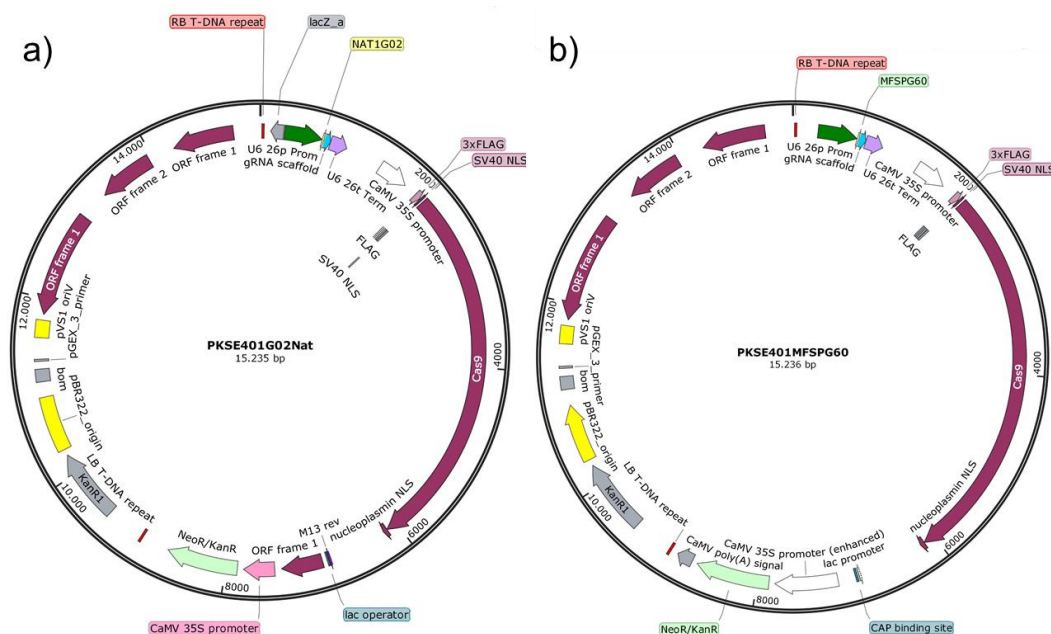 a)
RB T-DNA repeat
lacZ_a
NAT1G02
U6 26p Prom
gRNA scaffold
U6 26t Term
CaMV 35S promoter
2000
3xFLAG
SV40 NLS
FLAG
SV40 NLS
Cas9
4000
6000
nucleoplasmin NLS
M13 rev
lac operator
ORF frame 1
8000
CaMV 35S promoter
NeoR/KanR
LB T-DNA repeat
KanR1
10.000
pBR322_origin
bom
pGEX_3_primer
pVS1 oriV
12.000
ORF frame 1
ORF frame 2
14.000
ORF frame 1
PKSE401G02Nat
15.235 bp
b)
RB T-DNA repeat
MFSPG60
U6 26p Prom
gRNA scaffold
U6 26t Term
CaMV 35S promoter
2000
3xFLAG
SV40 NLS
FLAG
Cas9
4000
6000
nucleoplasmin NLS
lac promoter
CAP binding site
CaMV 35S promoter (enhanced)
8000
NeoR/KanR
CaMV poly(A) signal
LB T-DNA repeat
KanR1
10.000
pBR322_origin
bom
pGEX_3_primer
pVS1 oriV
12.000
ORF frame 1
ORF frame 2
14.000
ORF frame 1
PKSE401MFSPG60
15.236 bp